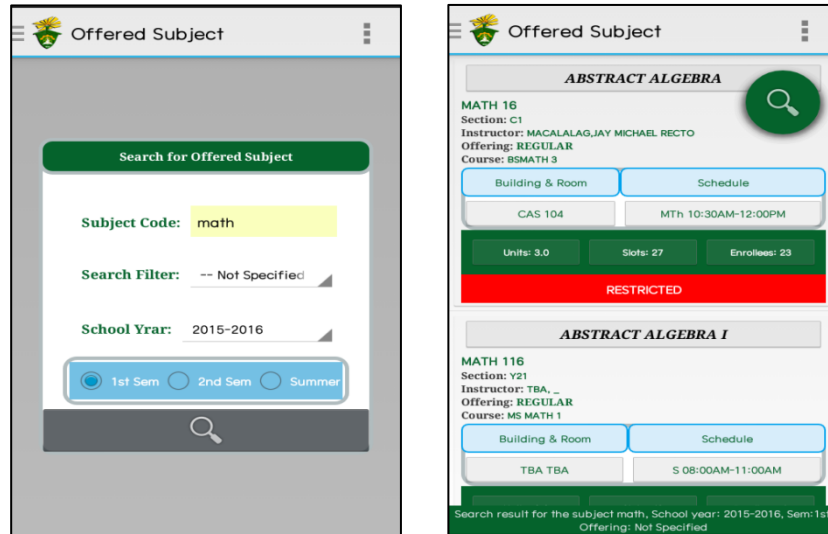 Offered Subject
Search for Offered Subject
Subject Code: math
Search Filter: -- Not Specified
School Yrar: 2015-2016
1st Sem 2nd Sem Summer
Offered Subject
ABSTRACT ALGEBRA
MATH 16
Section: C1
Instructor: MACALALAG,JAY MICHAEL RECTO
Offering: REGULAR
Course: BSMATH 3
Building & Room Schedule
CAS 104 MTh 10:30AM-12:00PM
Units: 3.0 Slots: 27 Enrollees: 23
RESTRICTED
ABSTRACT ALGEBRA I
MATH 116
Section: Y21
Instructor: TBA, _
Offering: REGULAR
Course: MS MATH 1
Building & Room Schedule
TBA TBA S 08:00AM-11:00AM
Search result for the subject math, School year: 2015-2016, Sem:1st
Offering: Not Specified